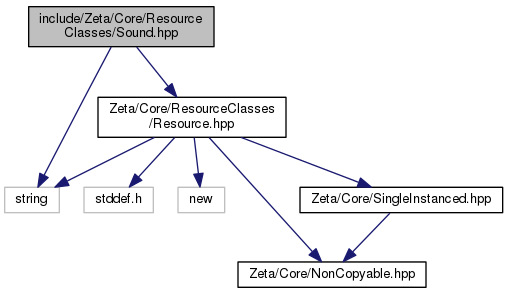 include/Zeta/Core/Resource
Classes/Sound.hpp
Zeta/Core/ResourceClasses
/Resource.hpp
string
stddef.h
new
Zeta/Core/SingleInstanced.hpp
Zeta/Core/NonCopyable.hpp